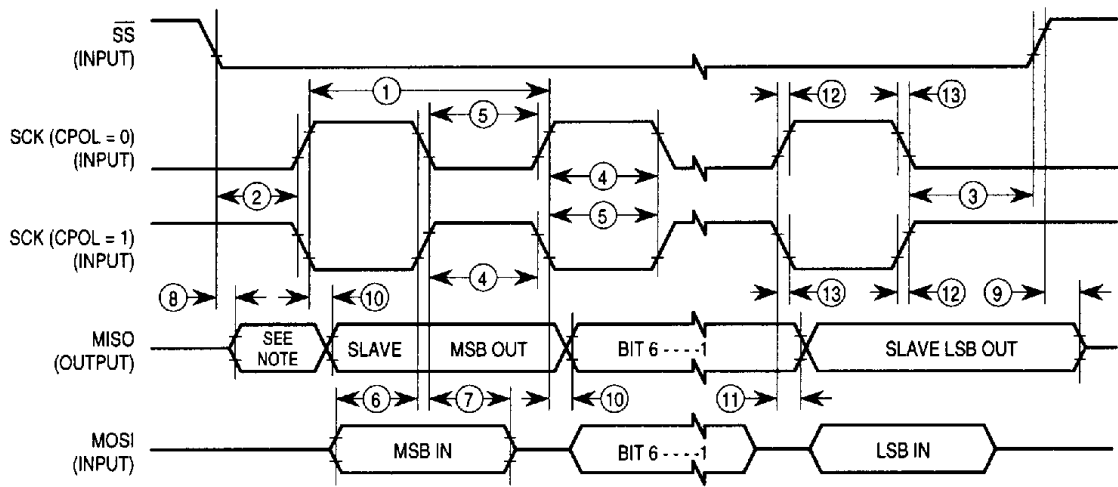 SS
(INPUT)
1
12
13
5
SCK (CPOL = 0)
(INPUT)
4
2
3
5
SCK (CPOL = 1)
(INPUT)
4
8
10
13
12
9
MISO
(OUTPUT)
SEE
NOTE
SLAVE
MSB OUT
BIT 6 - - - - -1
SLAVE LSB OUT
6
7
10
11
MOSI
(INPUT)
MSB IN
BIT 6 - - - - -1
LSB IN